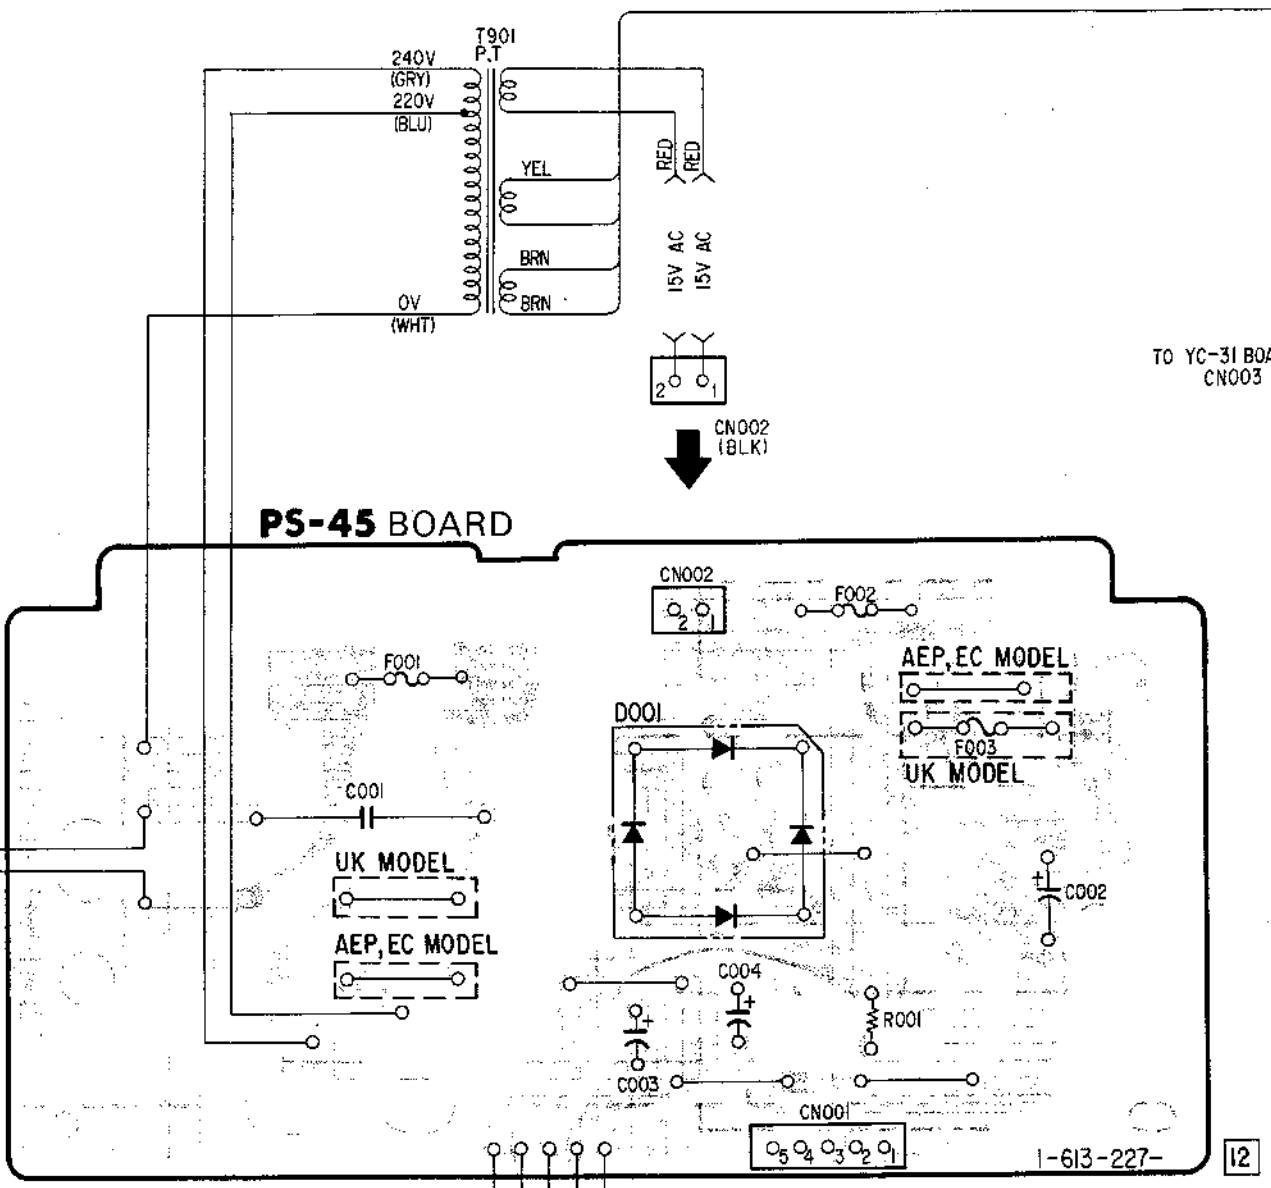 T901
P.T
240V
(GRY)
220V
(BLU)
RED
RED
YEL
15V AC
15V AC
BRN
BRN
0V
(WHT)
TO YC-31 BOA
CN003
2 1
CN002
(BLK)
PS-45 BOARD
CN002
2 1
F002
F001
AEP,EC MODEL
D001
F003
UK MODEL
C001
UK MODEL
C002
AEP,EC MODEL
C004
R001
C003
CN001
5 4 3 2 1
1-613-227-
12